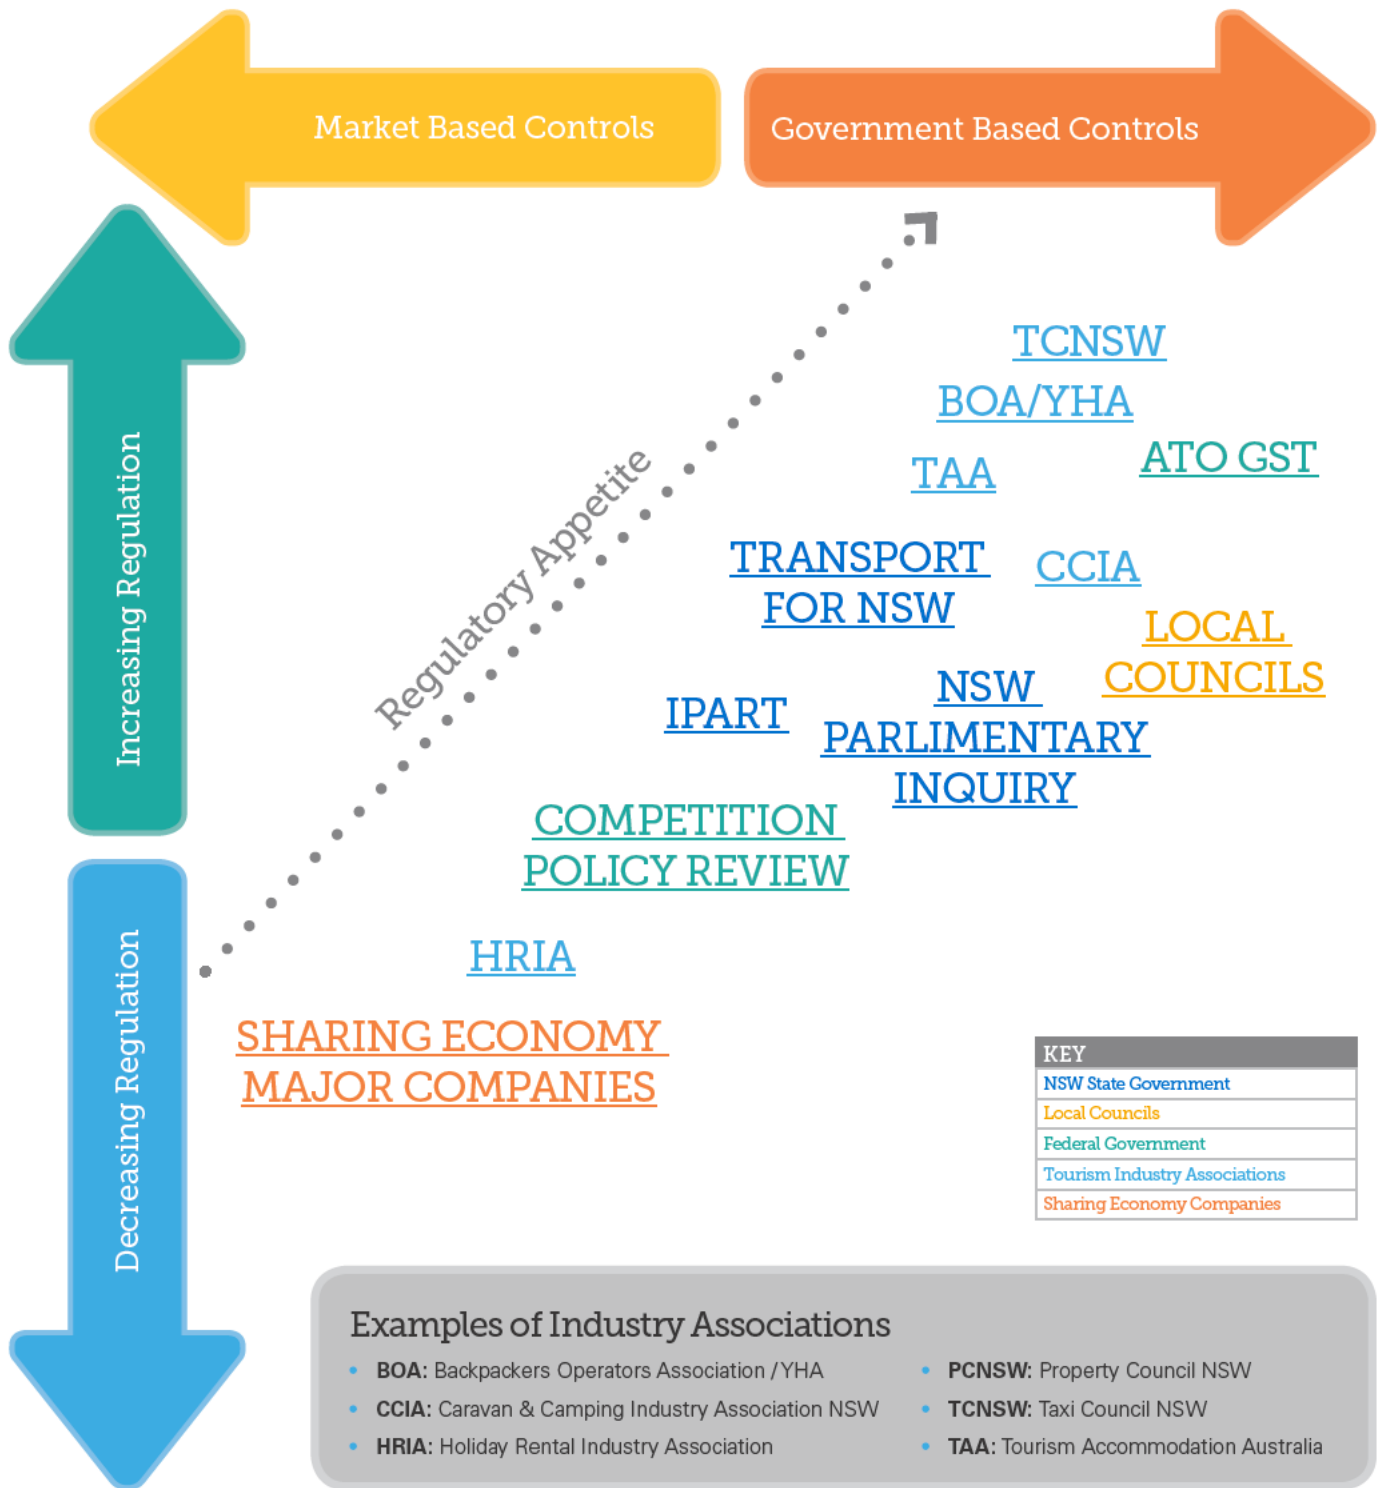 Market Based Controls
Government Based Controls
Increasing Regulation
Decreasing Regulation
Regulatory Appetite
TCNSW
BOA/YHA
TAA
ATO GST
TRANSPORT
FOR NSW
CCIA
LOCAL
COUNCILS
IPART
NSW
PARLIMENTARY
INQUIRY
COMPETITION
POLICY REVIEW
HRIA
SHARING ECONOMY
MAJOR COMPANIES
KEY
NSW State Government
Local Councils
Federal Government
Tourism Industry Associations
Sharing Economy Companies
Examples of Industry Associations
• BOA: Backpackers Operators Association / YHA
• CCIA: Caravan & Camping Industry Association NSW
• HRIA: Holiday Rental Industry Association
• PCNSW: Property Council NSW
• TCNSW: Taxi Council NSW
• TAA: Tourism Accommodation Australia